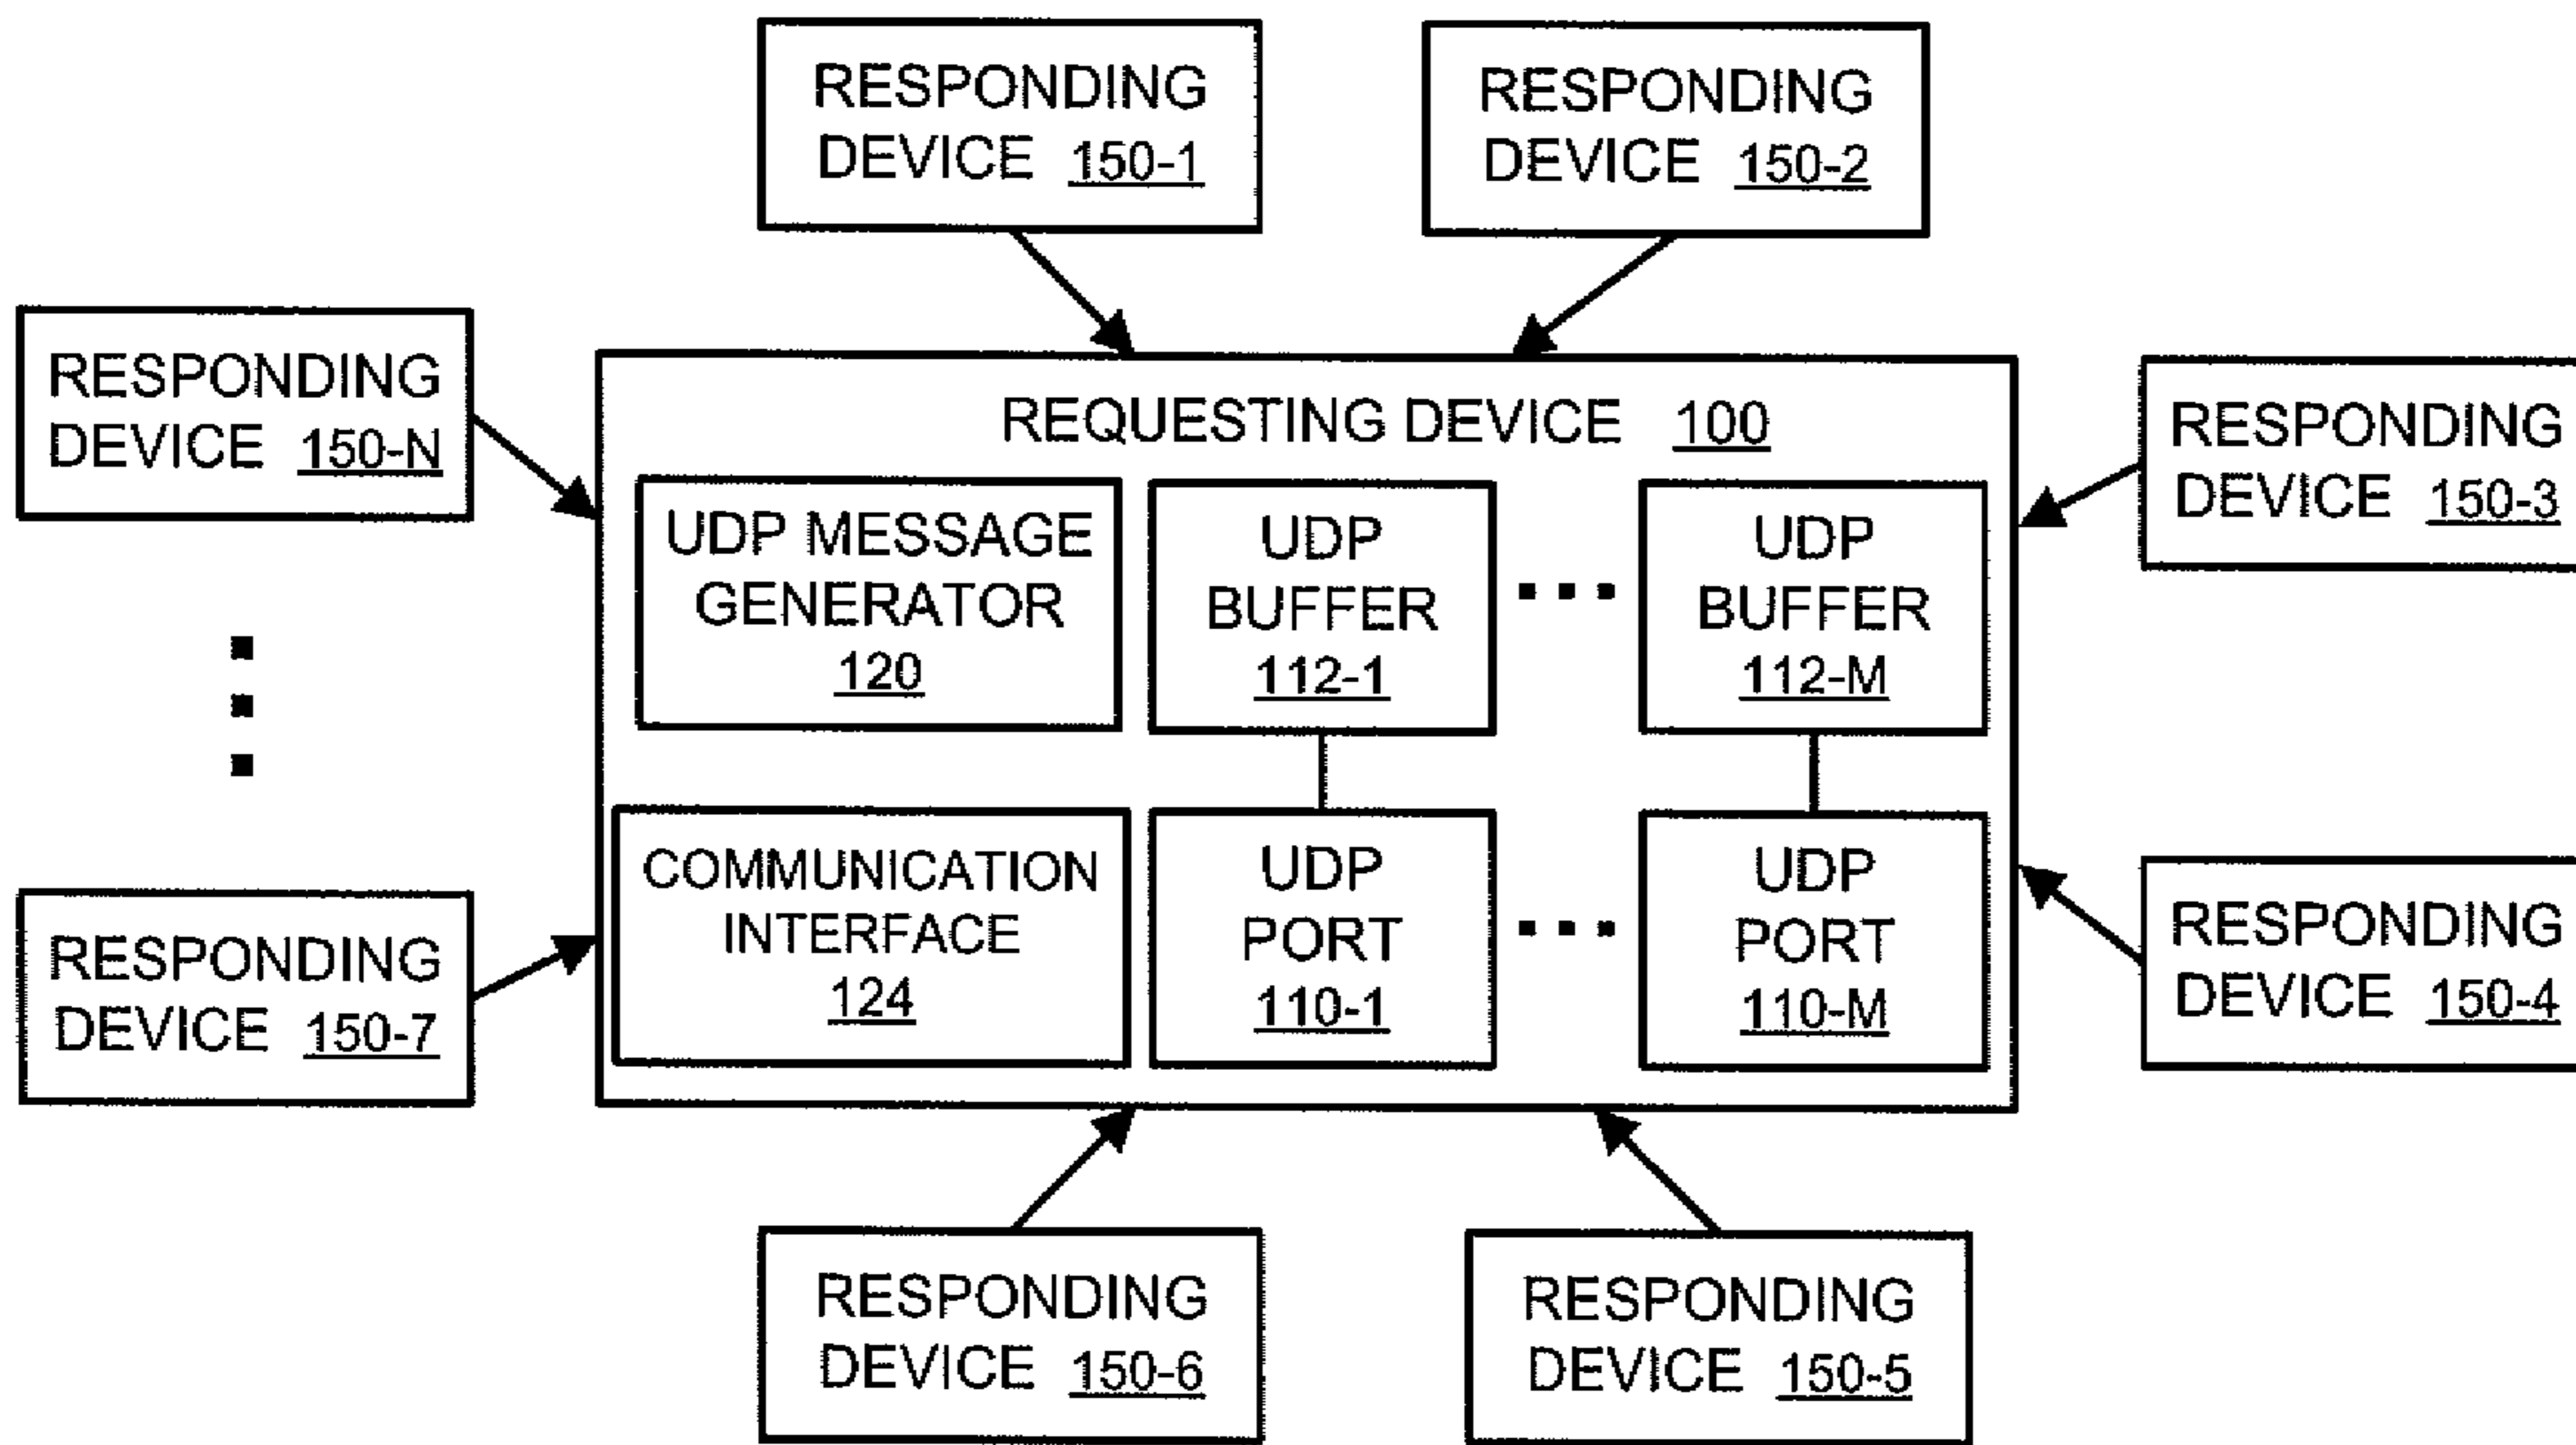 RESPONDING
DEVICE 150-1
RESPONDING
DEVICE 150-2
RESPONDING
DEVICE 150-N
REQUESTING DEVICE 100
RESPONDING
DEVICE 150-3
UDP MESSAGE
GENERATOR
120
UDP
BUFFER
112-1
UDP
BUFFER
112-M
COMMUNICATION
INTERFACE
124
UDP
PORT
110-1
UDP
PORT
110-M
RESPONDING
DEVICE 150-7
RESPONDING
DEVICE 150-4
RESPONDING
DEVICE 150-6
RESPONDING
DEVICE 150-5